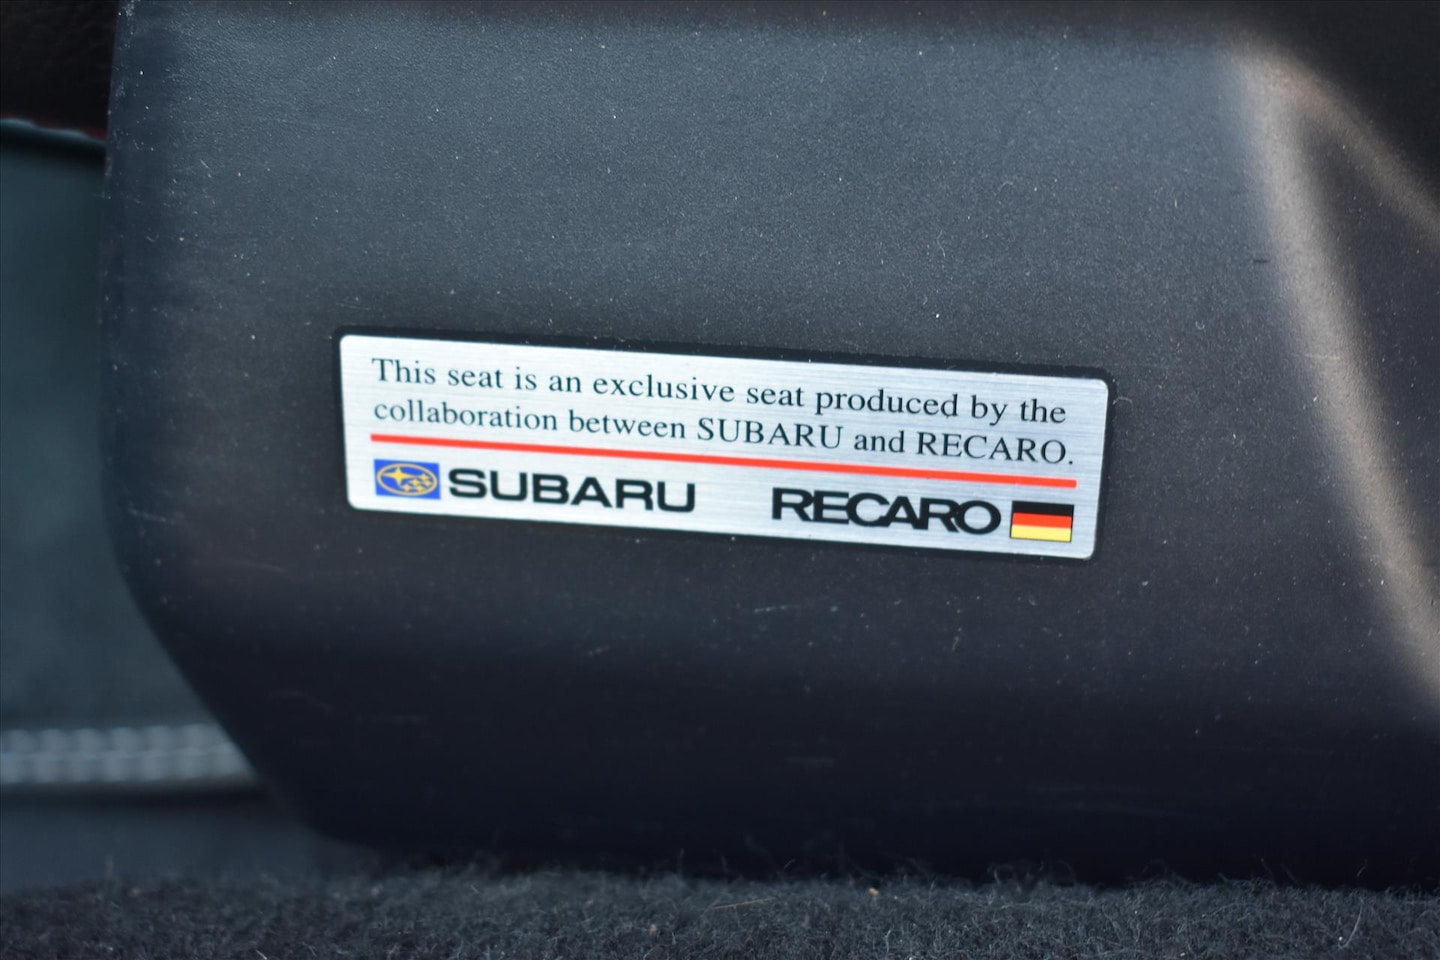 This seat is an exclusive seat produced by the
collaboration between SUBARU and RECARO.
SUBARU RECARO